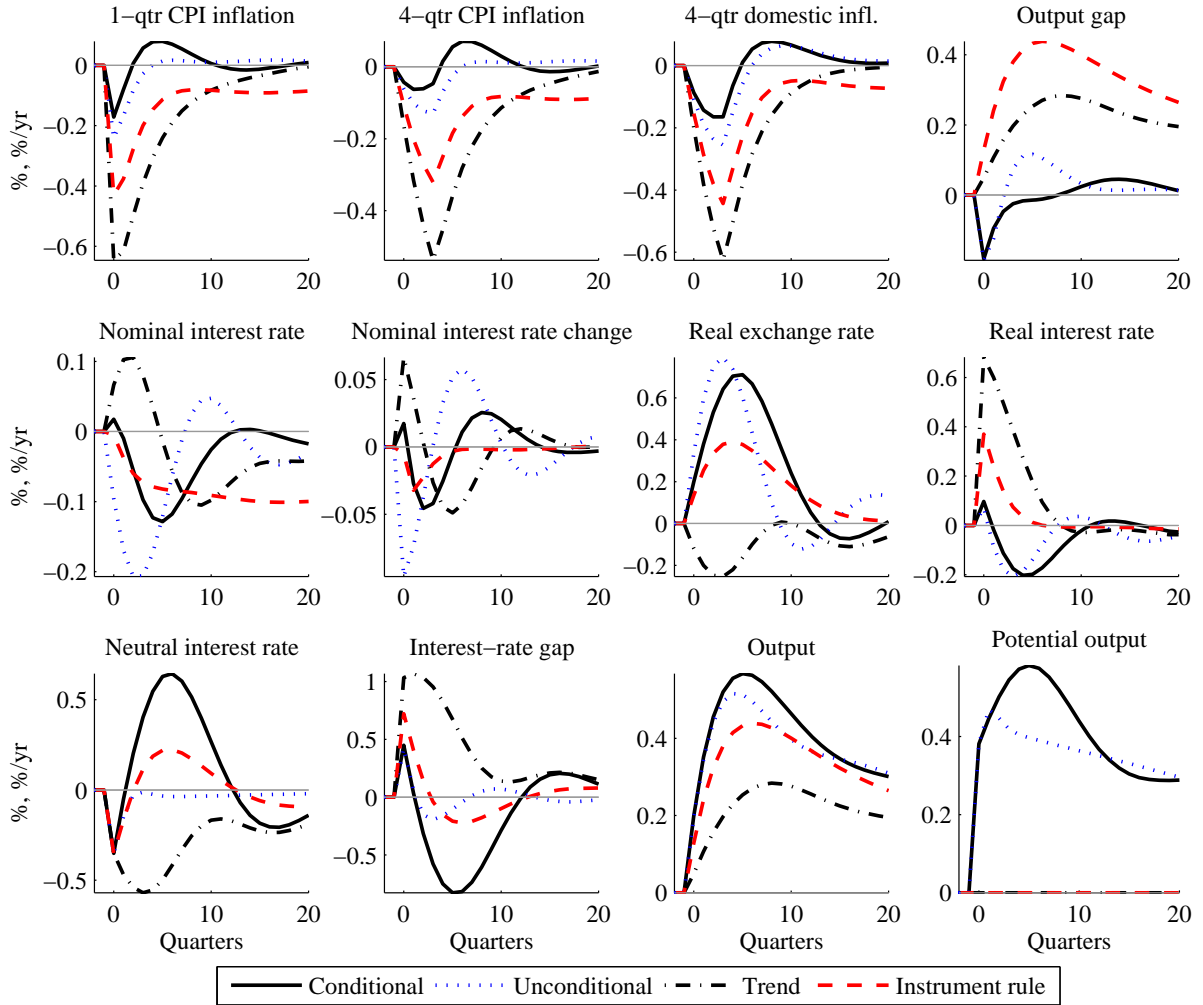 1−qtr CPI inflation
4−qtr CPI inflation
4−qtr domestic infl.
Output gap
%, %/yr
0
−0.2
−0.4
−0.6
0 10 20
0
−0.2
−0.4
0 10 20
0
−0.2
−0.4
−0.6
0 10 20
0.4
0.2
0
0 10 20
Nominal interest rate
Nominal interest rate change
Real exchange rate
Real interest rate
%, %/yr
0.1
0
−0.1
−0.2
0 10 20
0.05
0
−0.05
0 10 20
0.6
0.4
0.2
0
−0.2
0 10 20
0.6
0.4
0.2
0
−0.2
0 10 20
Neutral interest rate
Interest−rate gap
Output
Potential output
%, %/yr
0.5
0
−0.5
0 10 20
Quarters
1
0.5
0
−0.5
0 10 20
Quarters
0.4
0.2
0
0 10 20
Quarters
0.4
0.2
0
0 10 20
Quarters
Conditional Unconditional Trend Instrument rule